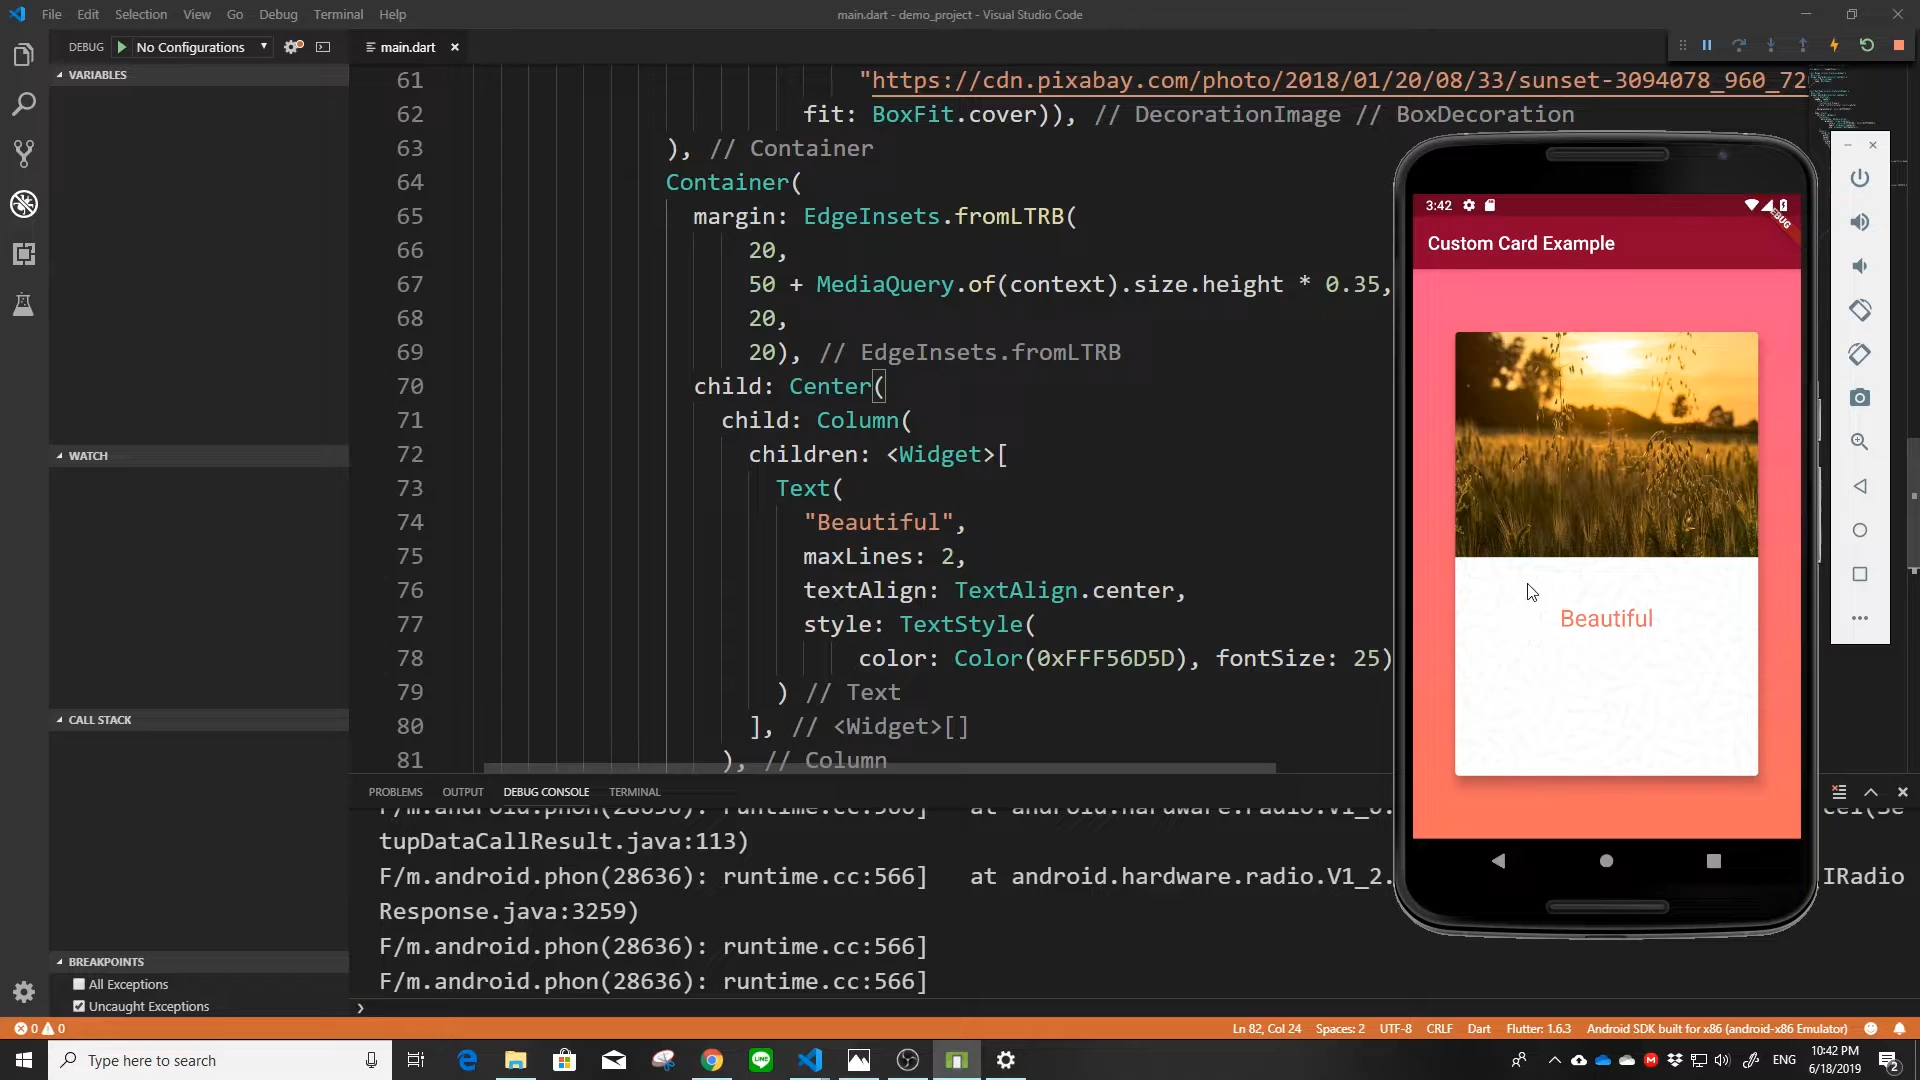 File Edit Selection View Go Debug Terminal Help
main.dart - demo_project - Visual Studio Code
DEBUG No Configurations
main.dart
VARIABLES
WATCH
CALL STACK
BREAKPOINTS
All Exceptions
Uncaught Exceptions
61 "https://cdn.pixabay.com/photo/2018/01/20/08/33/sunset-3094078_960_72
62 fit: BoxFit.cover)), // DecorationImage // BoxDecoration
63 ), // Container
64 Container(
65 margin: EdgeInsets.fromLTRB(
66 20,
67 50 + MediaQuery.of(context).size.height * 0.35,
68 20,
69 20), // EdgeInsets.fromLTRB
70 child: Center(
71 child: Column(
72 children: <Widget>[
73 Text(
74 "Beautiful",
75 maxLines: 2,
76 textAlign: TextAlign.center,
77 style: TextStyle(
78 color: Color(0xFFF56D5D), fontSize: 25)
79 ) // Text
80 ], // <Widget>[]
81 ), // Column
3:42
DEBUG
Custom Card Example
Beautiful
PROBLEMS OUTPUT DEBUG CONSOLE TERMINAL
tupDataCallResult.java:113)
F/m.android.phon(28636): runtime.cc:566] at android.hardware.radio.V1_2. IRadio
Response.java:3259)
F/m.android.phon(28636): runtime.cc:566]
F/m.android.phon(28636): runtime.cc:566]
0 0
Ln 82, Col 24 Spaces: 2 UTF-8 CRLF Dart Flutter: 1.6.3 Android SDK built for x86 (android-x86 Emulator)
Type here to search
LINE
ENG
10:42 PM
6/18/2019
2